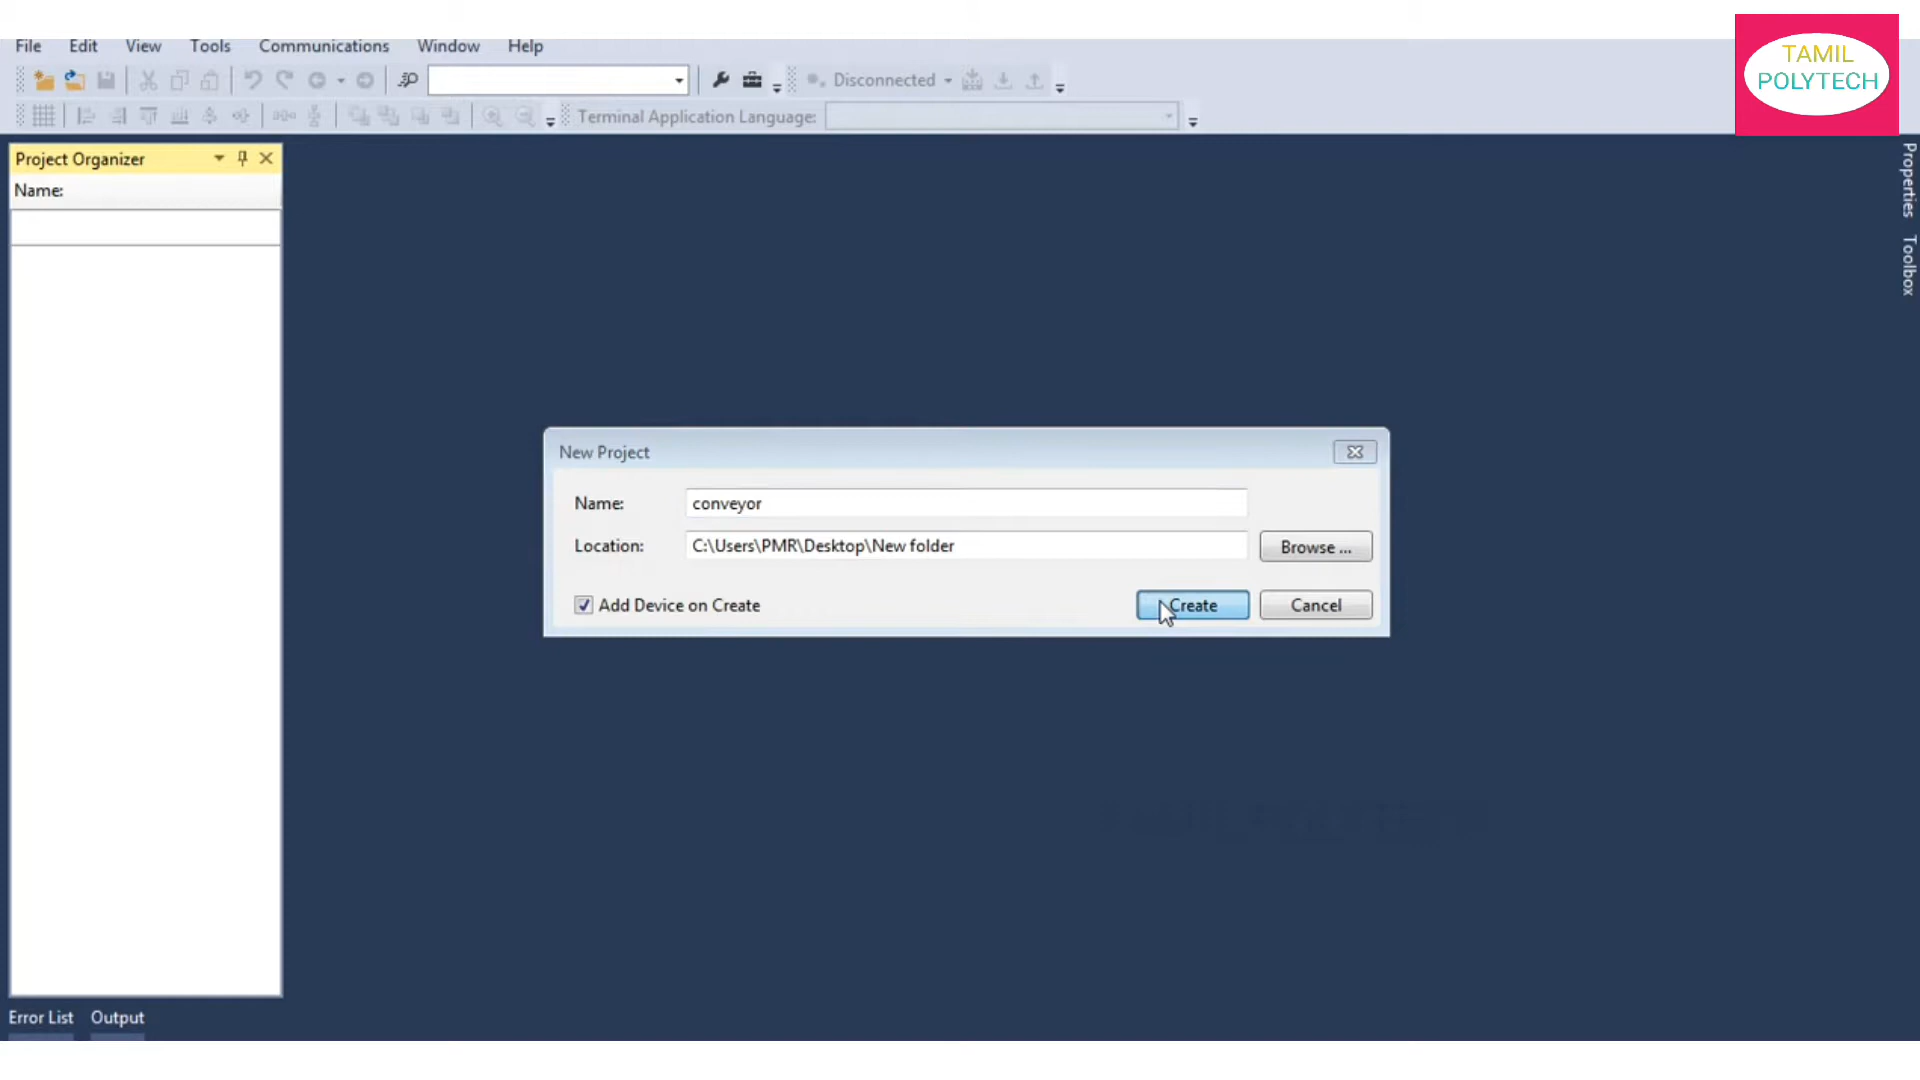 File Edit View Tools Communications Window Help
TAMIL
POLYTECH
Disconnected
Terminal Application Language:
Project Organizer
Name:
Properties
Toolbox
New Project
Name: conveyor
Location: C:\Users\PMR\Desktop\New folder Browse ...
Add Device on Create Create Cancel
Error List Output